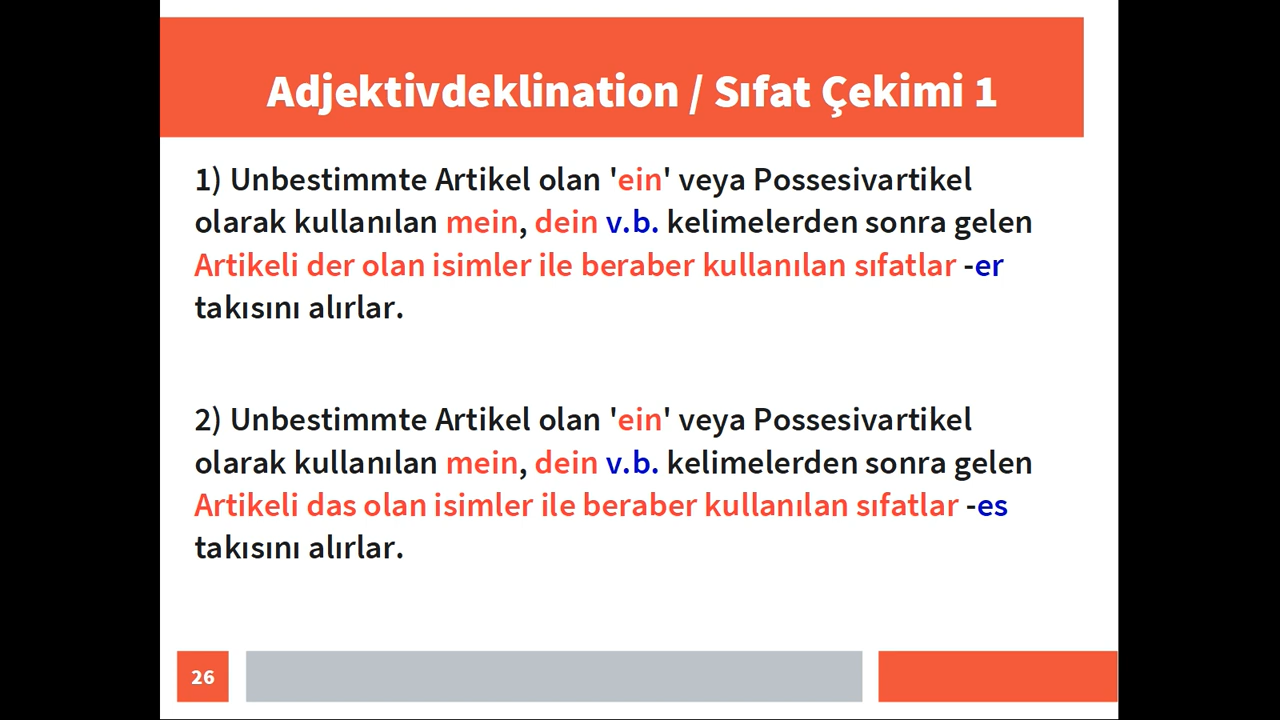 Adjektivdeklination / Sıfat Çekimi 1
1) Unbestimmte Artikel olan 'ein' veya Possesivartikel
olarak kullanılan mein, dein v.b. kelimelerden sonra gelen
Artikeli der olan isimler ile beraber kullanılan sıfatlar -er
takısını alırlar.
2) Unbestimmte Artikel olan 'ein' veya Possesivartikel
olarak kullanılan mein, dein v.b. kelimelerden sonra gelen
Artikeli das olan isimler ile beraber kullanılan sıfatlar -es
takısını alırlar.
26